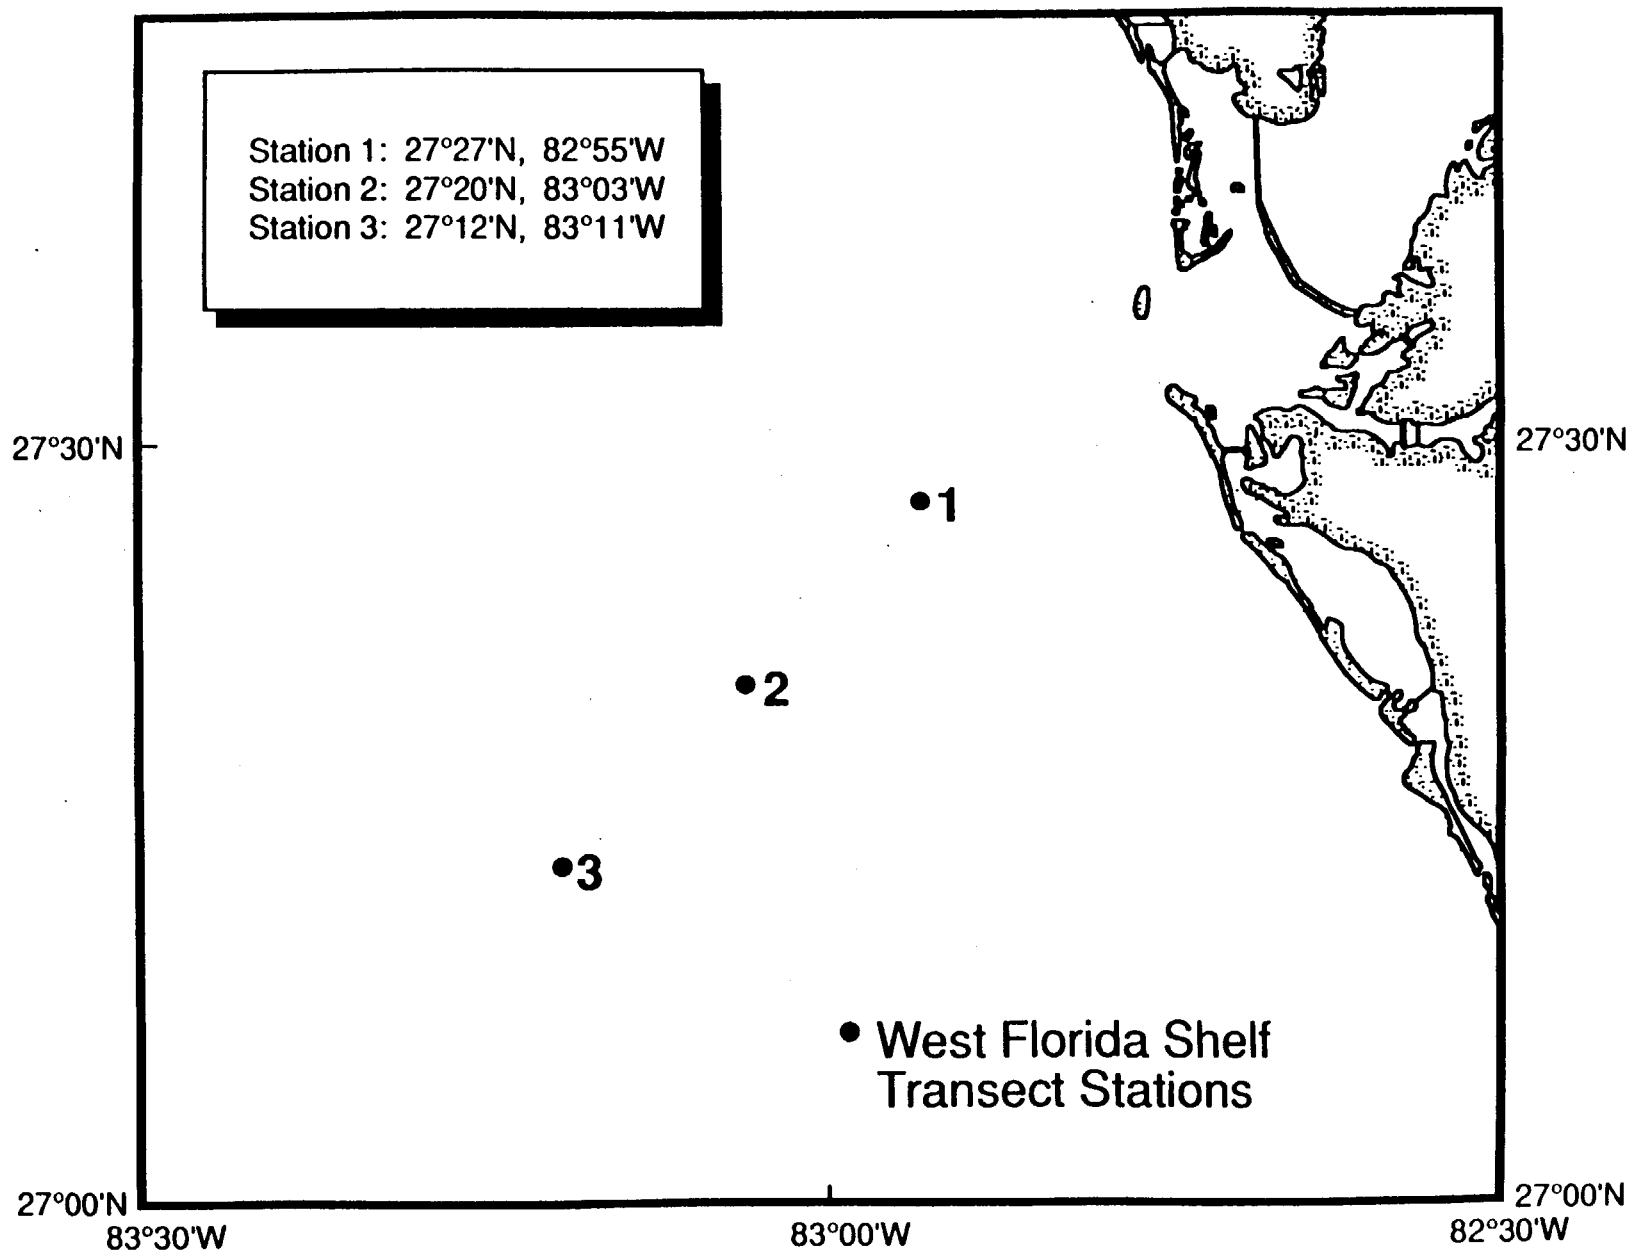 Station 1: 27°27'N, 82°55'W
Station 2: 27°20'N, 83°03'W
Station 3: 27°12'N, 83°11'W
27°30'N
27°30'N
1
2
3
West Florida Shelf
Transect Stations
27°00'N
27°00'N
83°30'W
83°00'W
82°30'W